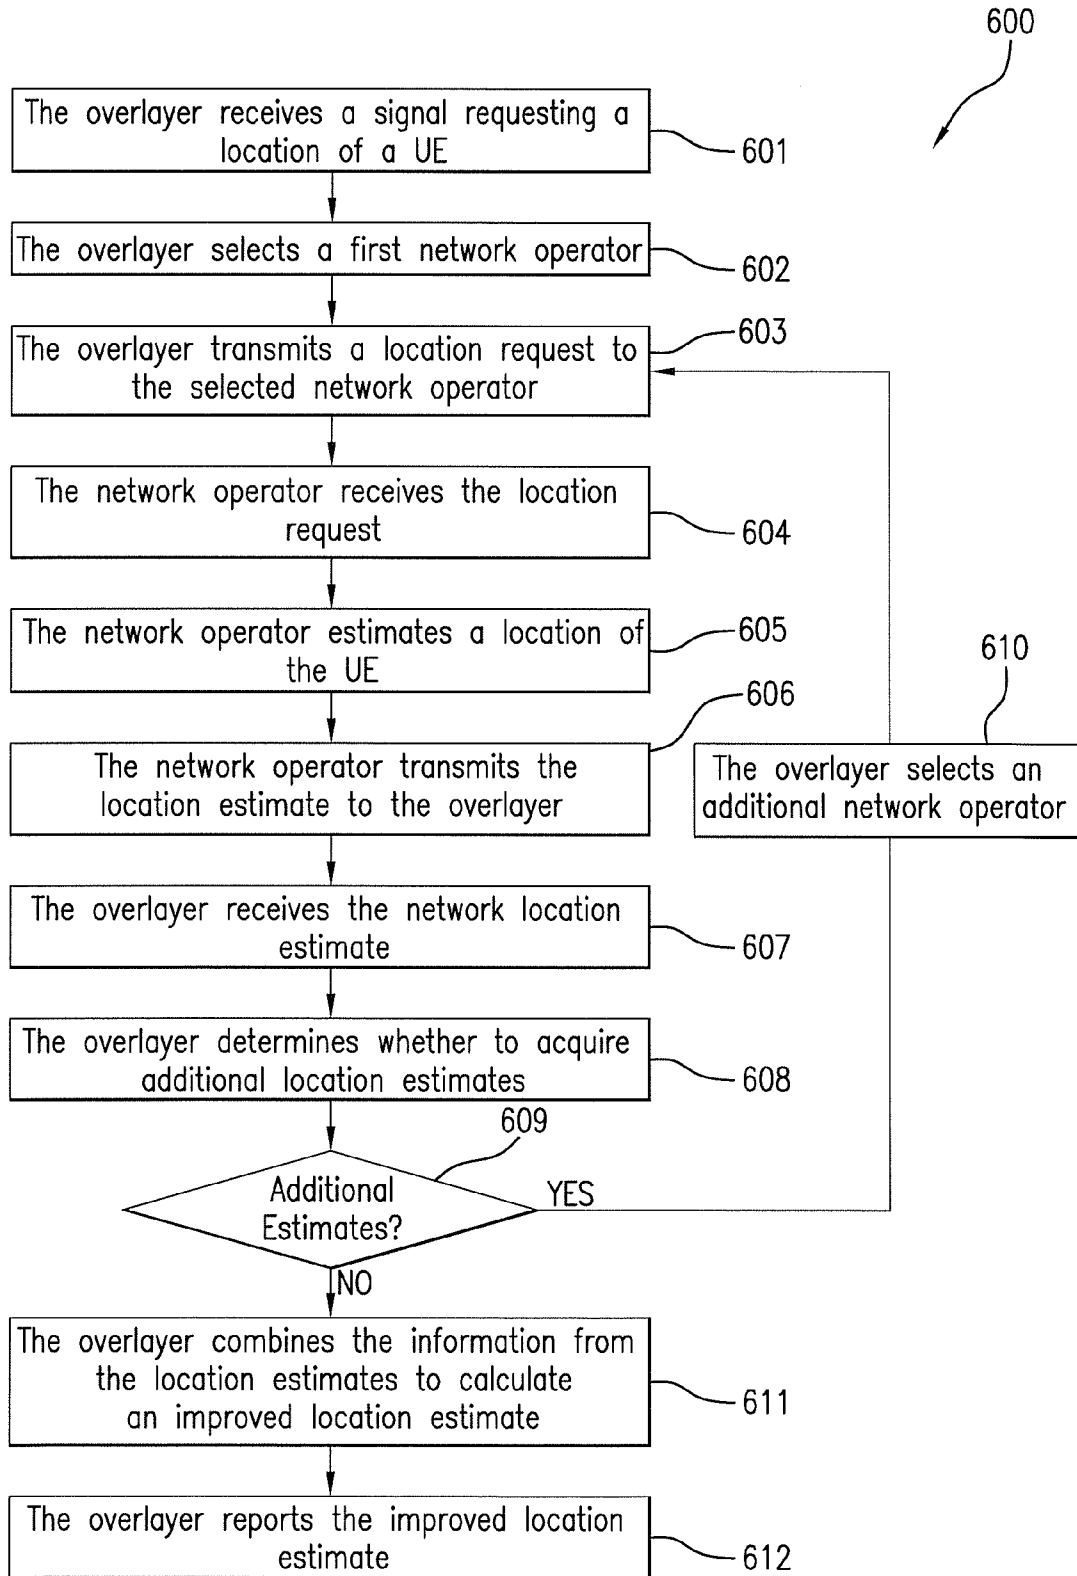 600
The overlayer receives a signal requesting a
location of a UE
601
The overlayer selects a first network operator
602
603
The overlayer transmits a location request to
the selected network operator
The network operator receives the location
request
604
The network operator estimates a location of
the UE
605
606
610
The network operator transmits the
location estimate to the overlayer
The overlayer selects an
additional network operator
The overlayer receives the network location
estimate
607
The overlayer determines whether to acquire
additional location estimates
608
609
Additional
Estimates?
YES
NO
The overlayer combines the information from
the location estimates to calculate
an improved location estimate
611
The overlayer reports the improved location
estimate
612